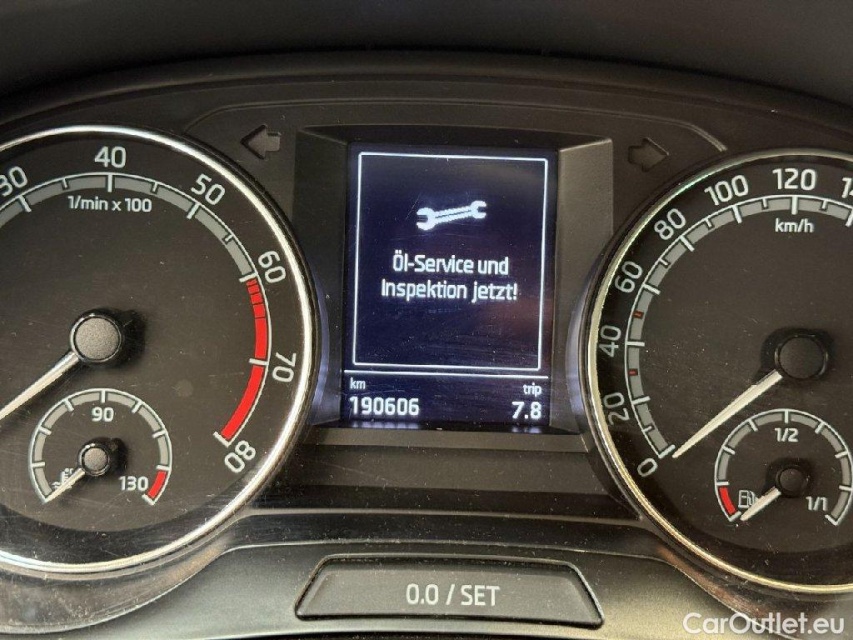 30
40
50
60
70
80
1/min x 100
90
130
Öl-Service und
Inspektion jetzt!
km
trip
190606
7.8
0
20
40
60
80
100
120
km/h
1/2
1/1
0.0 / SET
CarOutlet.eu